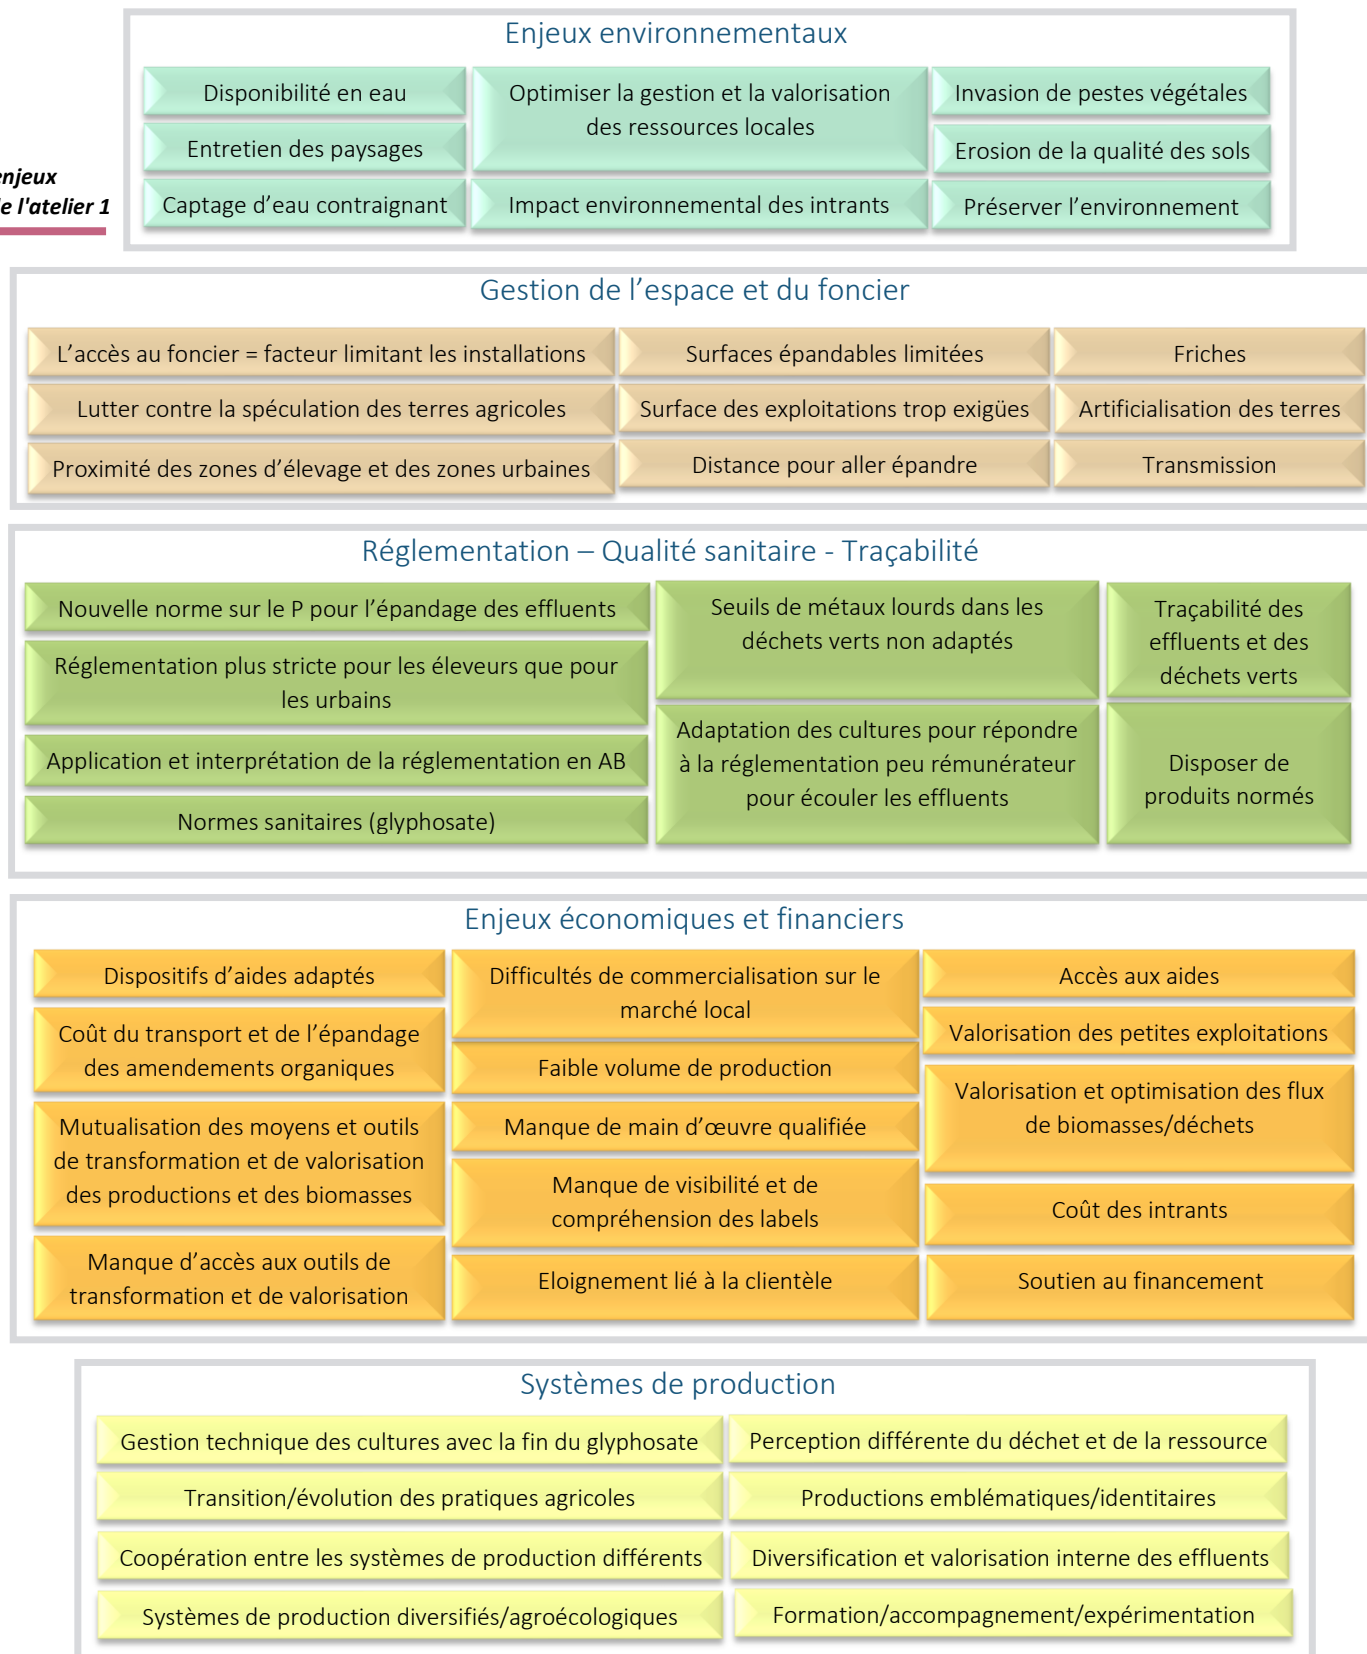 enjeux
de l'atelier 1
Enjeux environnementaux
Disponibilité en eau
Entretien des paysages
Captage d’eau contraignant
Optimiser la gestion et la valorisation
des ressources locales
Impact environnemental des intrants
Invasion de pestes végétales
Erosion de la qualité des sols
Préserver l’environnement
Gestion de l’espace et du foncier
L’accès au foncier = facteur limitant les installations
Lutter contre la spéculation des terres agricoles
Proximité des zones d’élevage et des zones urbaines
Surfaces épandables limitées
Surface des exploitations trop exigües
Distance pour aller épandre
Friches
Artificialisation des terres
Transmission
Réglementation – Qualité sanitaire - Traçabilité
Nouvelle norme sur le P pour l’épandage des effluents
Réglementation plus stricte pour les éleveurs que pour
les urbains
Application et interprétation de la réglementation en AB
Normes sanitaires (glyphosate)
Seuils de métaux lourds dans les
déchets verts non adaptés
Adaptation des cultures pour répondre
à la réglementation peu rémunérateur
pour écouler les effluents
Traçabilité des
effluents et des
déchets verts
Disposer de
produits normés
Enjeux économiques et financiers
Dispositifs d’aides adaptés
Coût du transport et de l’épandage
des amendements organiques
Mutualisation des moyens et outils
de transformation et de valorisation
des productions et des biomasses
Manque d’accès aux outils de
transformation et de valorisation
Difficultés de commercialisation sur le
marché local
Faible volume de production
Manque de main d’œuvre qualifiée
Manque de visibilité et de
compréhension des labels
Eloignement lié à la clientèle
Accès aux aides
Valorisation des petites exploitations
Valorisation et optimisation des flux
de biomasses/déchets
Coût des intrants
Soutien au financement
Systèmes de production
Gestion technique des cultures avec la fin du glyphosate
Transition/évolution des pratiques agricoles
Coopération entre les systèmes de production différents
Systèmes de production diversifiés/agroécologiques
Perception différente du déchet et de la ressource
Productions emblématiques/identitaires
Diversification et valorisation interne des effluents
Formation/accompagnement/expérimentation